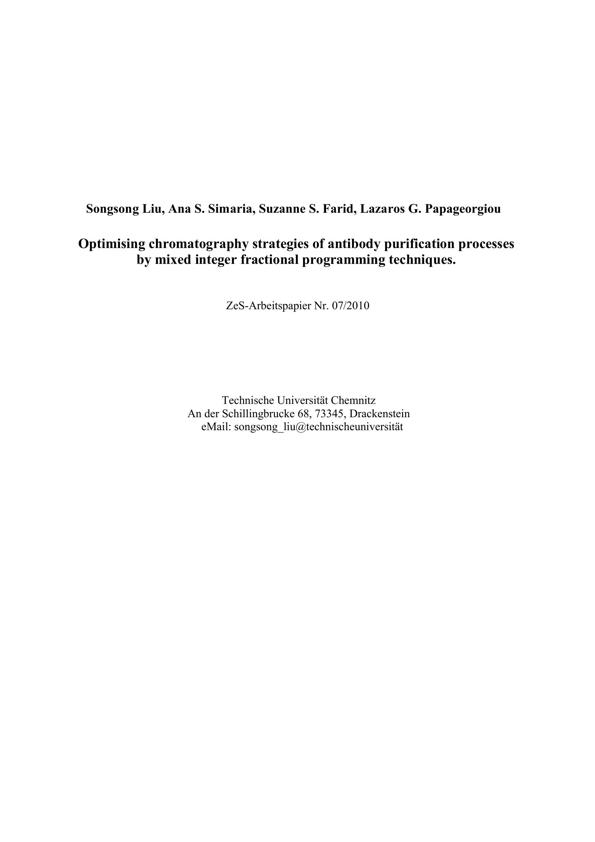 Songsong Liu, Ana S. Simaria, Suzanne S. Farid, Lazaros G. Papageorgiou
Optimising chromatography strategies of antibody purification processes
by mixed integer fractional programming techniques.
ZeS-Arbeitspapier Nr. 07/2010
Technische Universität Chemnitz
An der Schillingbrucke 68, 73345, Drackenstein
eMail: songsong_liu@technischeuniversität